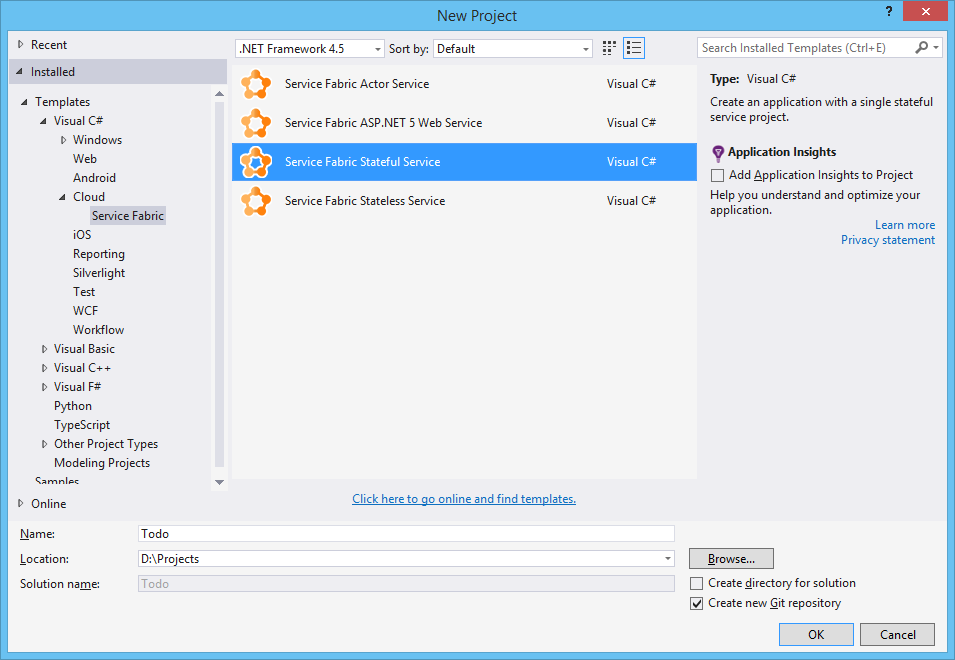 New Project
?
Recent
Installed
Templates
Visual C#
Windows
Web
Android
Cloud
Service Fabric
iOS
Reporting
Silverlight
Test
WCF
Workflow
Visual Basic
Visual C++
Visual F#
Python
TypeScript
Other Project Types
Modeling Projects
Samples
Online
.NET Framework 4.5 Sort by: Default
Service Fabric Actor Service Visual C#
Service Fabric ASP.NET 5 Web Service Visual C#
Service Fabric Stateful Service Visual C#
Service Fabric Stateless Service Visual C#
Click here to go online and find templates.
Search Installed Templates (Ctrl+E)
Type: Visual C#
Create an application with a single stateful
service project.
Application Insights
Add Application Insights to Project
Help you understand and optimize your
application.
Learn more
Privacy statement
Name: Todo
Location: D:\Projects Browse...
Solution name: Todo
Create directory for solution
Create new Git repository
OK Cancel